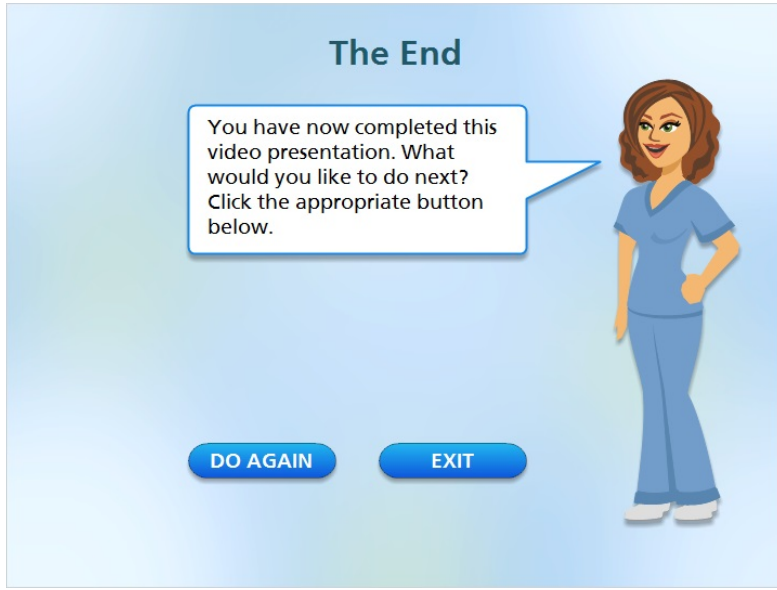 The End
You have now completed this
video presentation. What
would you like to do next?
Click the appropriate button
below.
DO AGAIN
EXIT